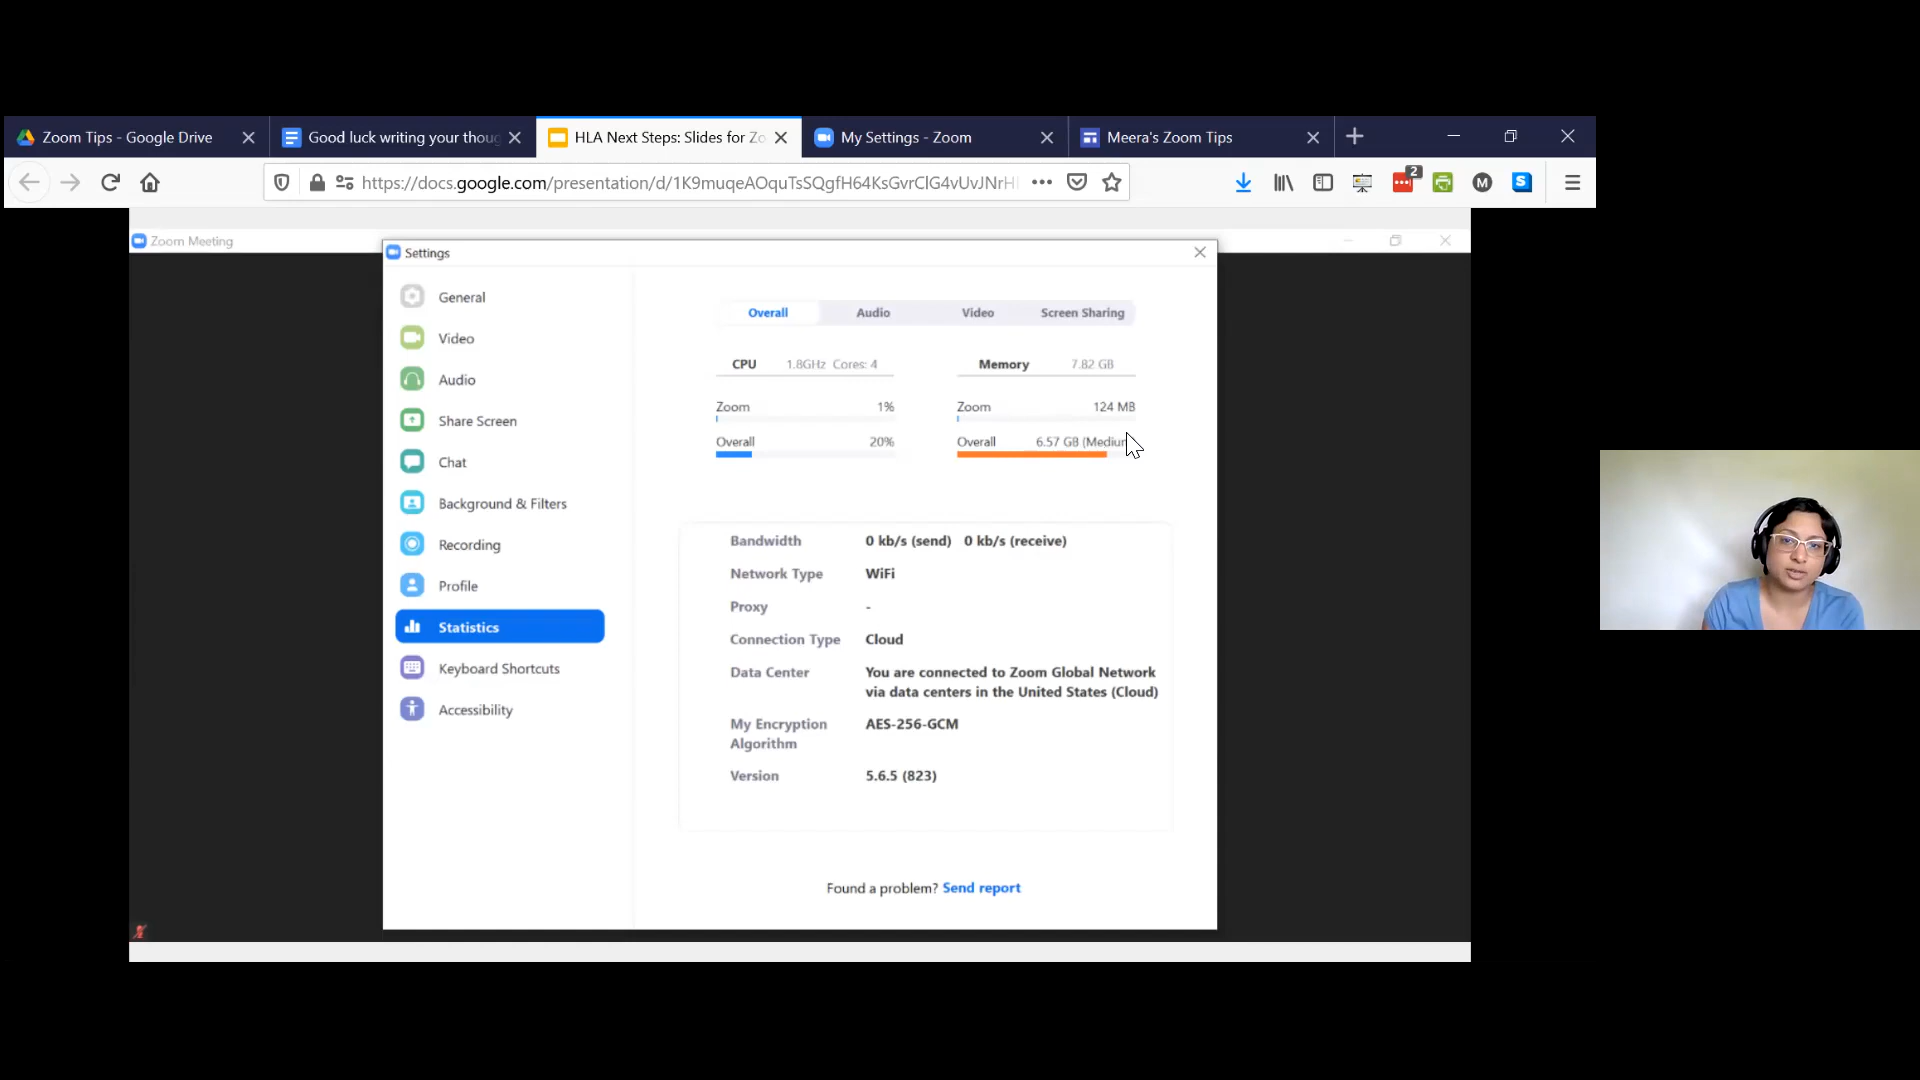 Zoom Tips - Google Drive
Good luck writing your thoug
HLA Next Steps: Slides for Zo
My Settings - Zoom
Meera's Zoom Tips
https://docs.google.com/presentation/d/1K9muqeAOquTsSQgfH64KsGvrClG4vUvJNrH
2
M
S
Zoom Meeting
Settings
General
Video
Audio
Share Screen
Chat
Background & Filters
Recording
Profile
Statistics
Keyboard Shortcuts
Accessibility
Overall Audio Video Screen Sharing
CPU 1.8GHz Cores: 4
Zoom 1%
Overall 20%
Memory 7.82 GB
Zoom 124 MB
Overall 6.57 GB (Medium
Bandwidth 0 kb/s (send) 0 kb/s (receive)
Network Type WiFi
Proxy -
Connection Type Cloud
Data Center You are connected to Zoom Global Network
via data centers in the United States (Cloud)
My Encryption AES-256-GCM
Algorithm
Version 5.6.5 (823)
Found a problem? Send report